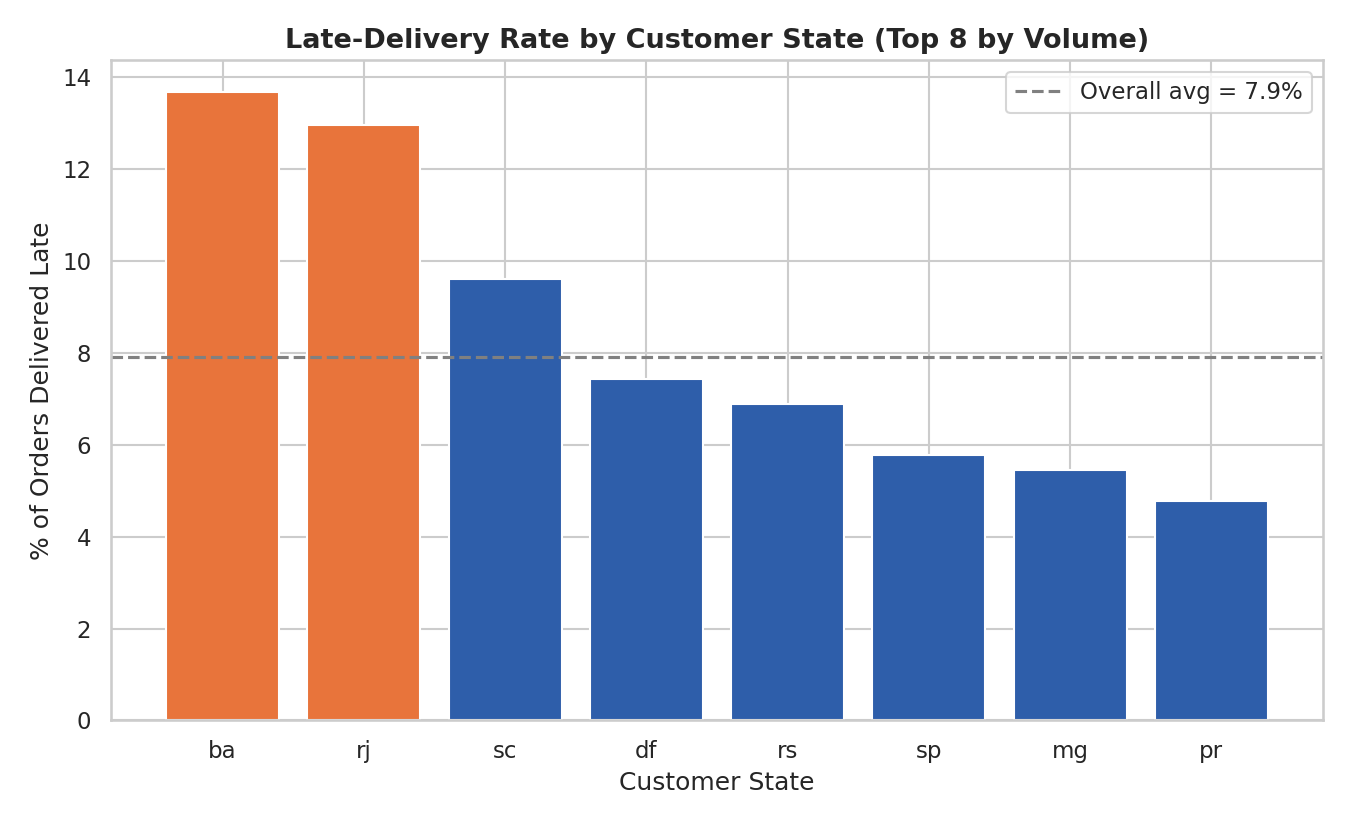 Late-Delivery Rate by Customer State (Top 8 by Volume)
Overall avg = 7.9%
% of Orders Delivered Late
14
12
10
8
6
4
2
0
ba rj sc df rs sp mg pr
Customer State